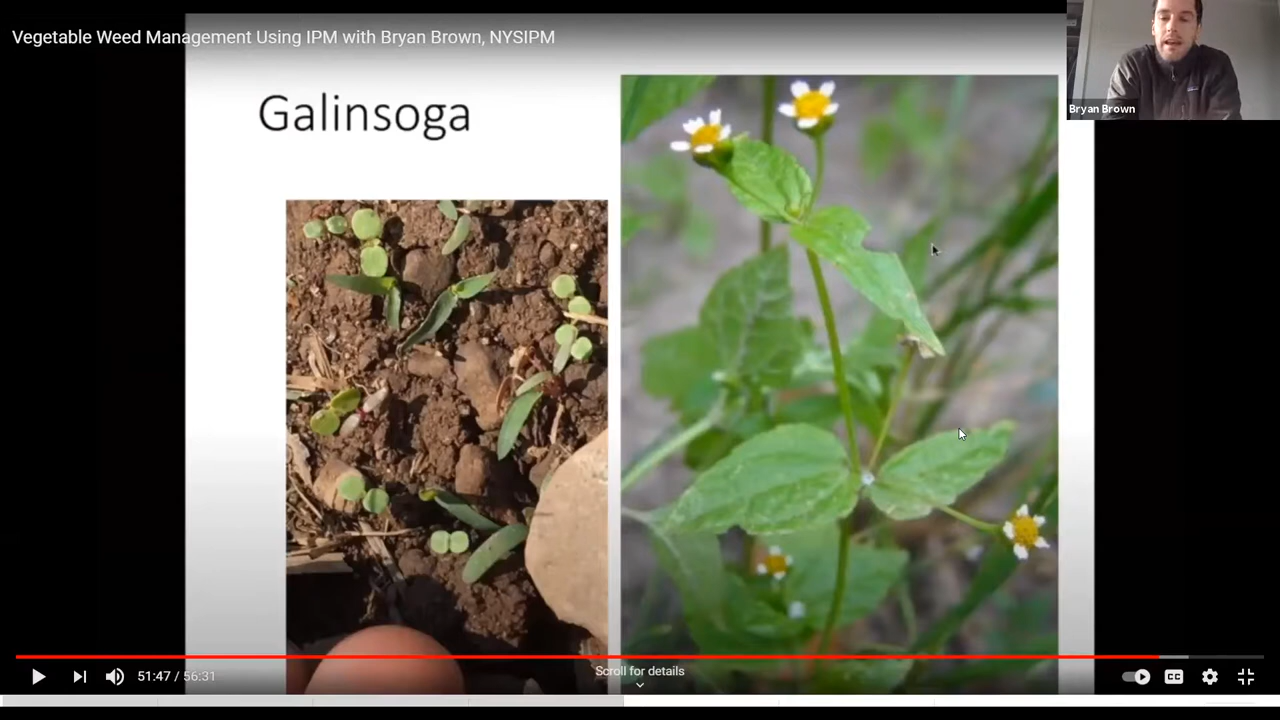 Vegetable Weed Management Using IPM with Bryan Brown, NYSIPM
Bryan Brown
Galinsoga
Scroll for details
51:47 / 56:31
CC